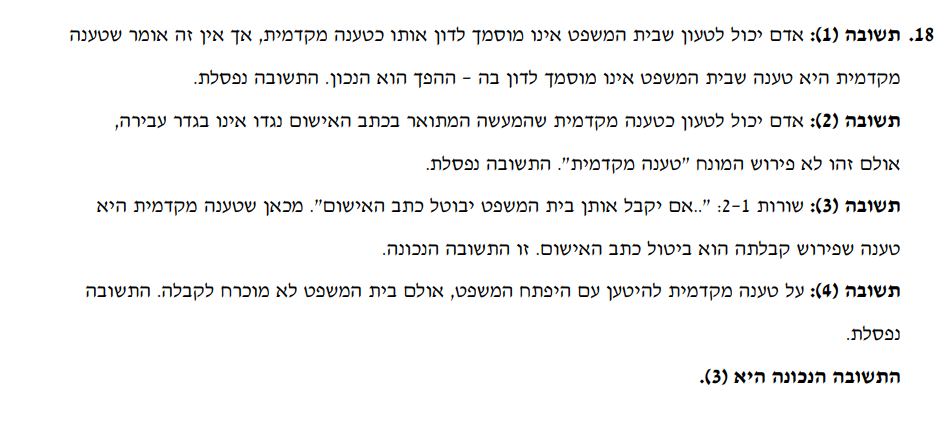 18. תשובה (1): אדם יכול לטעון שבית המשפט אינו מוסמך לדון אותו כטענה מקדמית, אך אין זה אומר שטענה
מקדמית היא טענה שבית המשפט אינו מוסמך לדון בה – ההפך הוא הנכון. התשובה נפסלת.
תשובה (2): אדם יכול לטעון כטענה מקדמית שהמעשה המתואר בכתב האישום נגדו אינו בגדר עבירה,
אולם זהו לא פירוש המונח "טענה מקדמית". התשובה נפסלת.
תשובה (3): שורות 2-1: "..אם יקבל אותן בית המשפט יבוטל כתב האישום". מכאן שטענה מקדמית היא
טענה שפירוש קבלתה הוא ביטול כתב האישום. זו התשובה הנכונה.
תשובה (4): על טענה מקדמית להיטען עם היפתח המשפט, אולם בית המשפט לא מוכרח לקבלה. התשובה
נפסלת.
התשובה הנכונה היא (3).